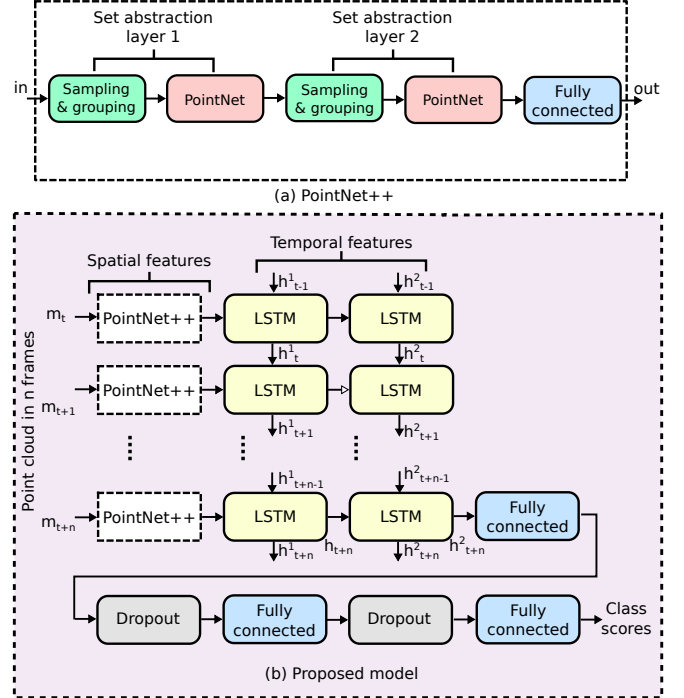 Set abstraction
layer 1
Set abstraction
layer 2
in
Sampling
& grouping
PointNet
Sampling
& grouping
PointNet
Fully
connected
out
(a) PointNet++
Point cloud in n frames
Spatial features
Temporal features
h¹ₜ₋₁
h²ₜ₋₁
mₜ
PointNet++
LSTM
LSTM
h¹ₜ
h²ₜ
mₜ₊₁
PointNet++
LSTM
LSTM
h¹ₜ₊₁
h²ₜ₊₁
h¹ₜ₊ₙ₋₁
h²ₜ₊ₙ₋₁
mₜ₊ₙ
PointNet++
LSTM
LSTM
Fully
connected
h¹ₜ₊ₙ
hₜ₊ₙ
h²ₜ₊ₙ
h²ₜ₊ₙ
Dropout
Fully
connected
Dropout
Fully
connected
Class
scores
(b) Proposed model